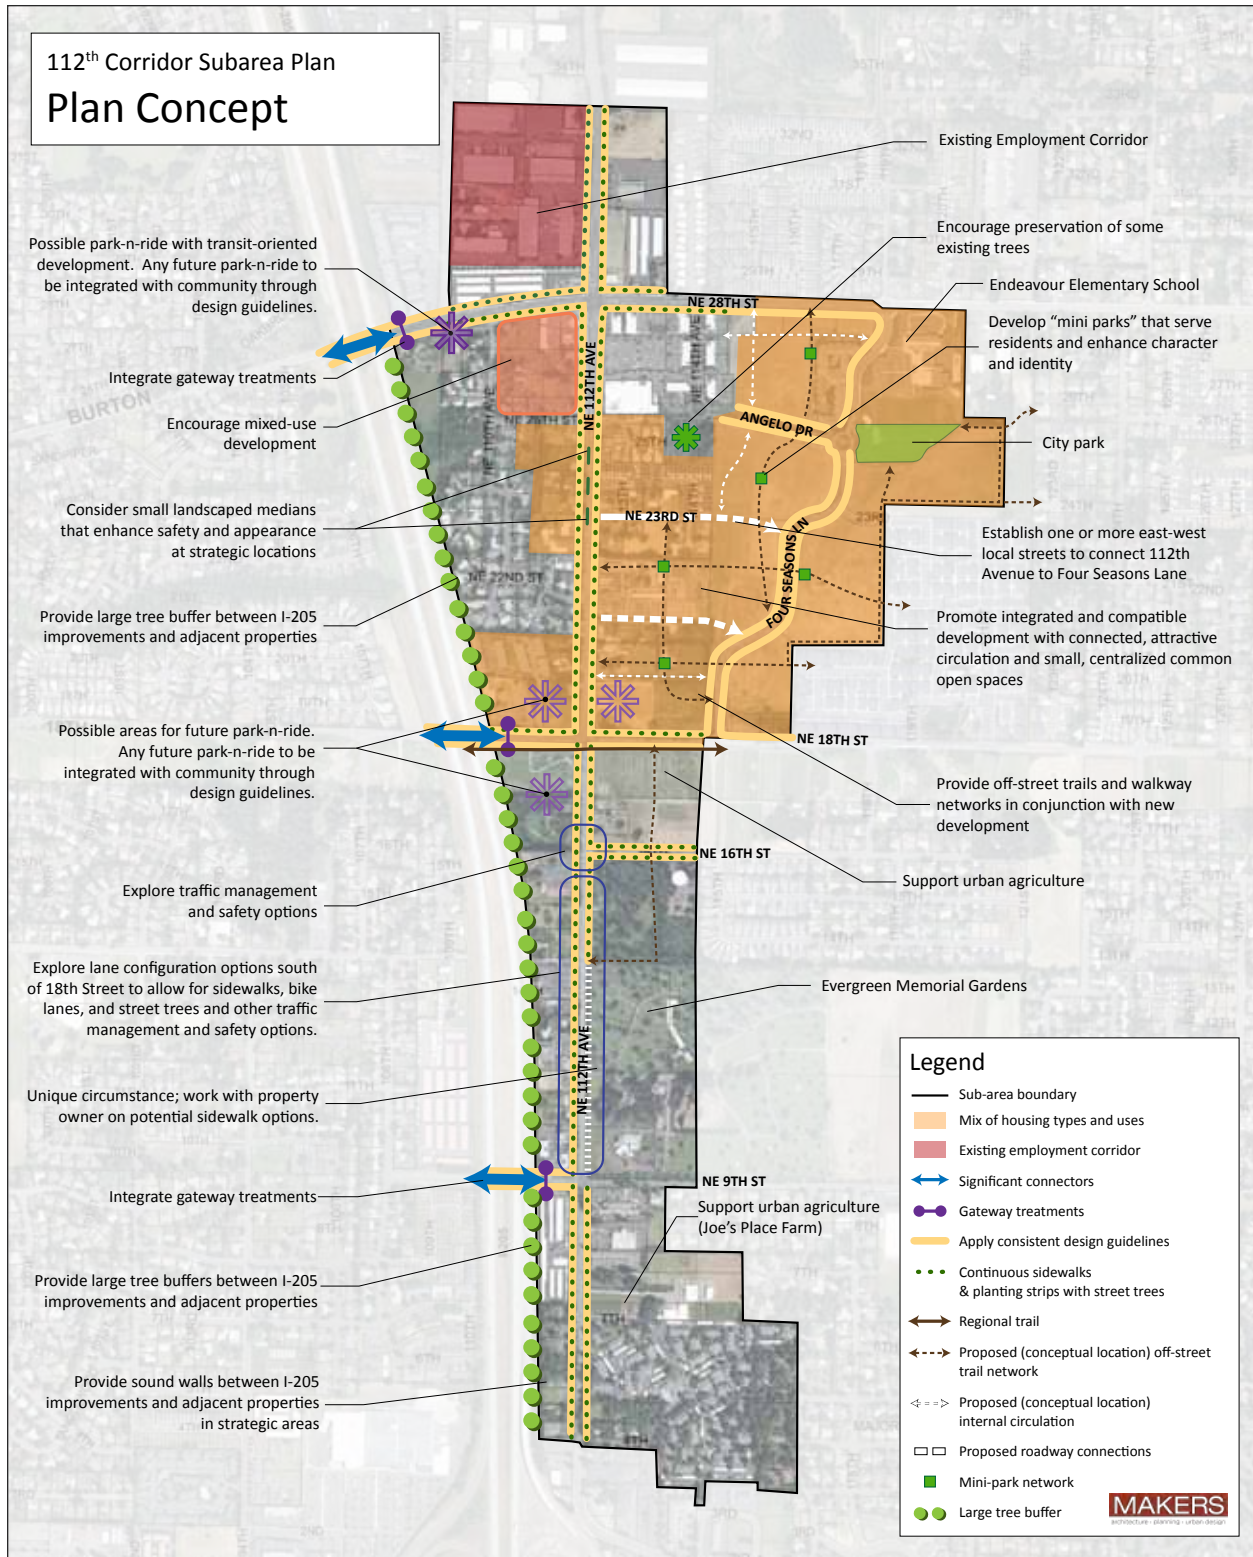 112th Corridor Subarea Plan
Plan Concept
Existing Employment Corridor
Possible park-n-ride with transit-oriented
development. Any future park-n-ride to
be integrated with community through
design guidelines.
Encourage preservation of some
existing trees
Endeavour Elementary School
NE 28TH ST
Develop “mini parks” that serve
residents and enhance character
and identity
Integrate gateway treatments
BURTON
NE 112TH AVE
Encourage mixed-use
development
ANGELO DR
City park
Consider small landscaped medians
that enhance safety and appearance
at strategic locations
NE 23RD ST
Establish one or more east-west
local streets to connect 112th
Avenue to Four Seasons Lane
NE 22ND ST
FOUR SEASONS LN
Provide large tree buffer between I-205
improvements and adjacent properties
Promote integrated and compatible
development with connected, attractive
circulation and small, centralized common
open spaces
Possible areas for future park-n-ride.
Any future park-n-ride to be
integrated with community through
design guidelines.
NE 18TH ST
Provide off-street trails and walkway
networks in conjunction with new
development
NE 16TH ST
Explore traffic management
and safety options
Support urban agriculture
Explore lane configuration options south
of 18th Street to allow for sidewalks, bike
lanes, and street trees and other traffic
management and safety options.
Evergreen Memorial Gardens
NE 112TH AVE
Unique circumstance; work with property
owner on potential sidewalk options.
NE 9TH ST
Integrate gateway treatments
Support urban agriculture
(Joe’s Place Farm)
Provide large tree buffers between I-205
improvements and adjacent properties
Provide sound walls between I-205
improvements and adjacent properties
in strategic areas
Legend
Sub-area boundary
Mix of housing types and uses
Existing employment corridor
Significant connectors
Gateway treatments
Apply consistent design guidelines
Continuous sidewalks
& planting strips with street trees
Regional trail
Proposed (conceptual location) off-street
trail network
Proposed (conceptual location)
internal circulation
Proposed roadway connections
Mini-park network
Large tree buffer
MAKERS
architecture · planning · urban design